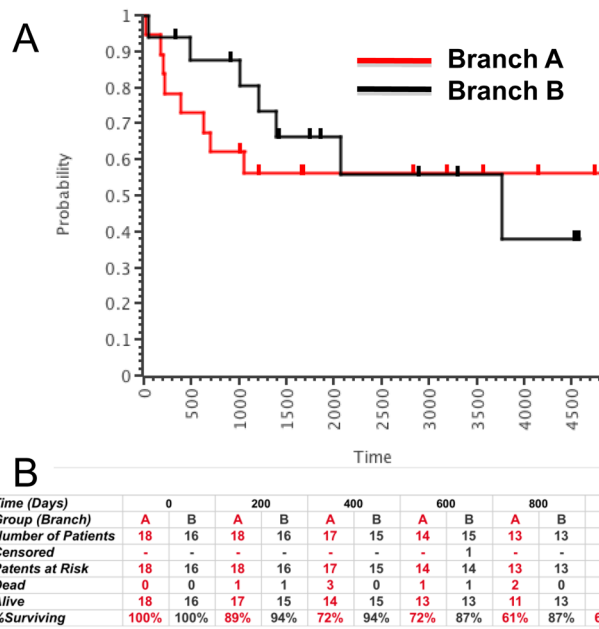 A
Branch A
Branch B
Probability
1
0.9
0.8
0.7
0.6
0.5
0.4
0.3
0.2
0.1
0
0 500 1000 1500 2000 2500 3000 3500 4000 4500
Time
B
Time (Days) 0 200 400 600 800
Group (Branch) A B A B A B A B A B
Number of Patients 18 16 18 16 17 15 14 15 13 13
Censored - - - - - - - 1 - -
Patents at Risk 18 16 18 16 17 15 14 14 13 13
Dead 0 0 1 1 3 0 1 1 2 0
Alive 18 16 17 15 14 15 13 13 11 13
%Surviving 100% 100% 89% 94% 72% 94% 72% 87% 61% 87% 6